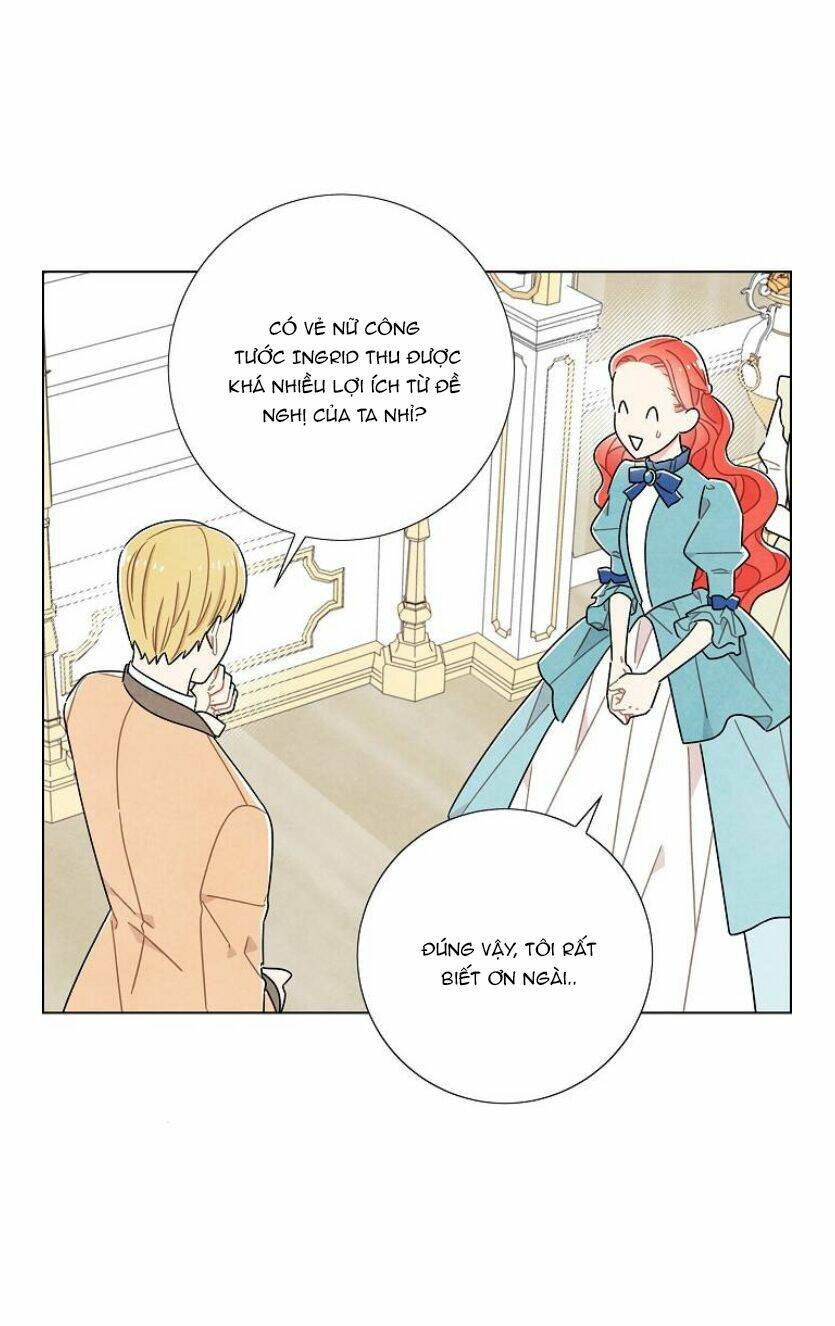 CÓ VẺ NỮ CÔNG
TƯỚC INGRID THU ĐƯỢC
KHÁ NHIỀU LỢI ÍCH TỪ ĐỀ
NGHỊ CỦA TA NHỈ?
ĐÚNG VẬY, TÔI RẤT
BIẾT ƠN NGÀI..